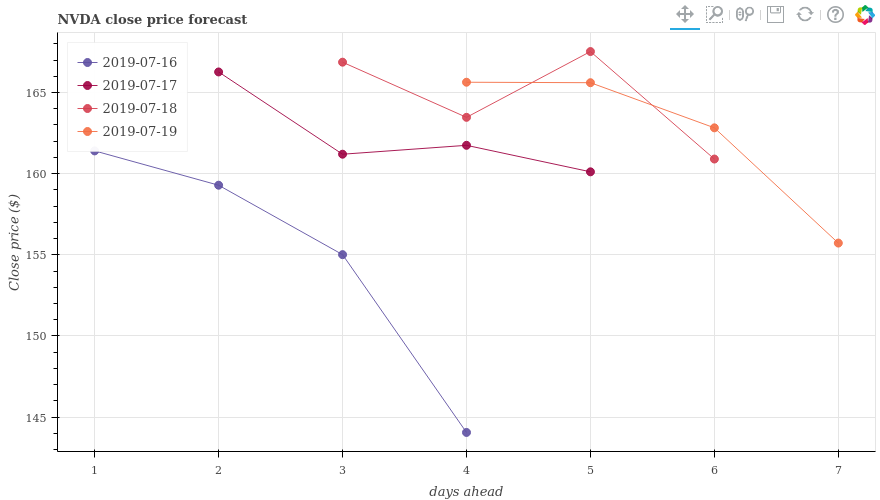 NVDA close price forecast
2019-07-16
2019-07-17
2019-07-18
2019-07-19
165
160
155
150
145
Close price ($)
1 2 3 4 5 6 7
days ahead